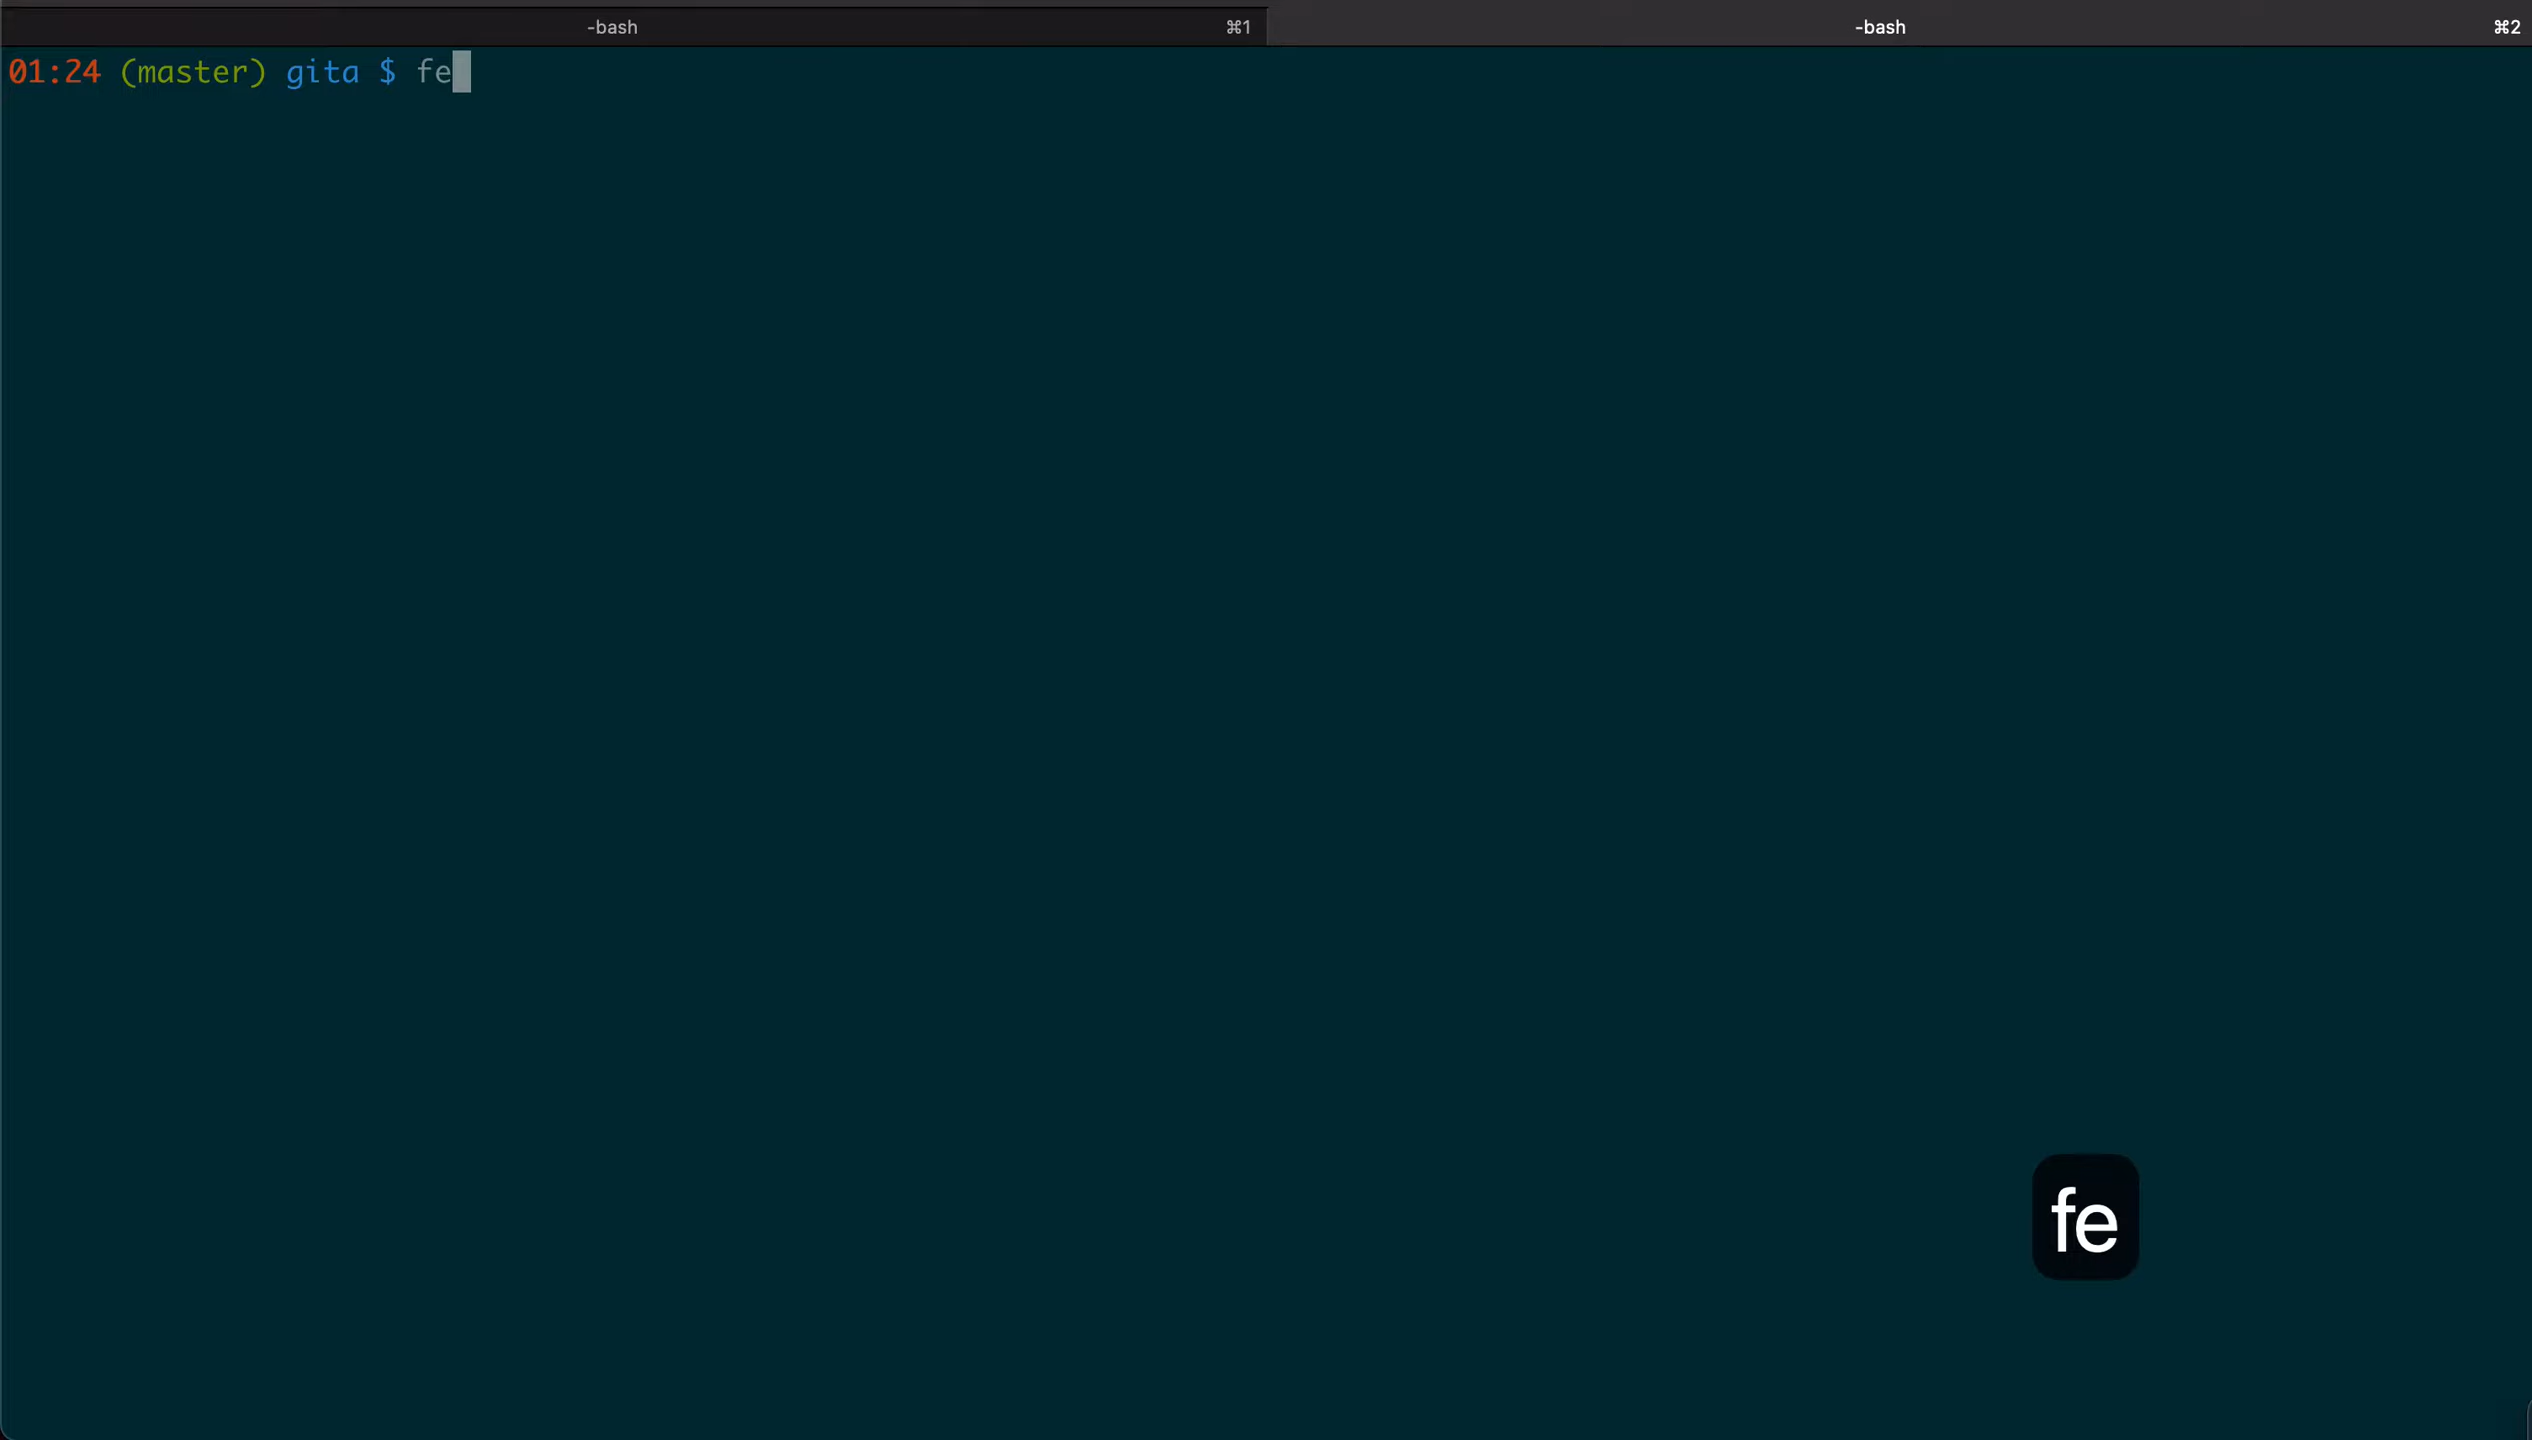 -bash ⌘1 -bash ⌘2
01:24 (master) gita $ fe
fe